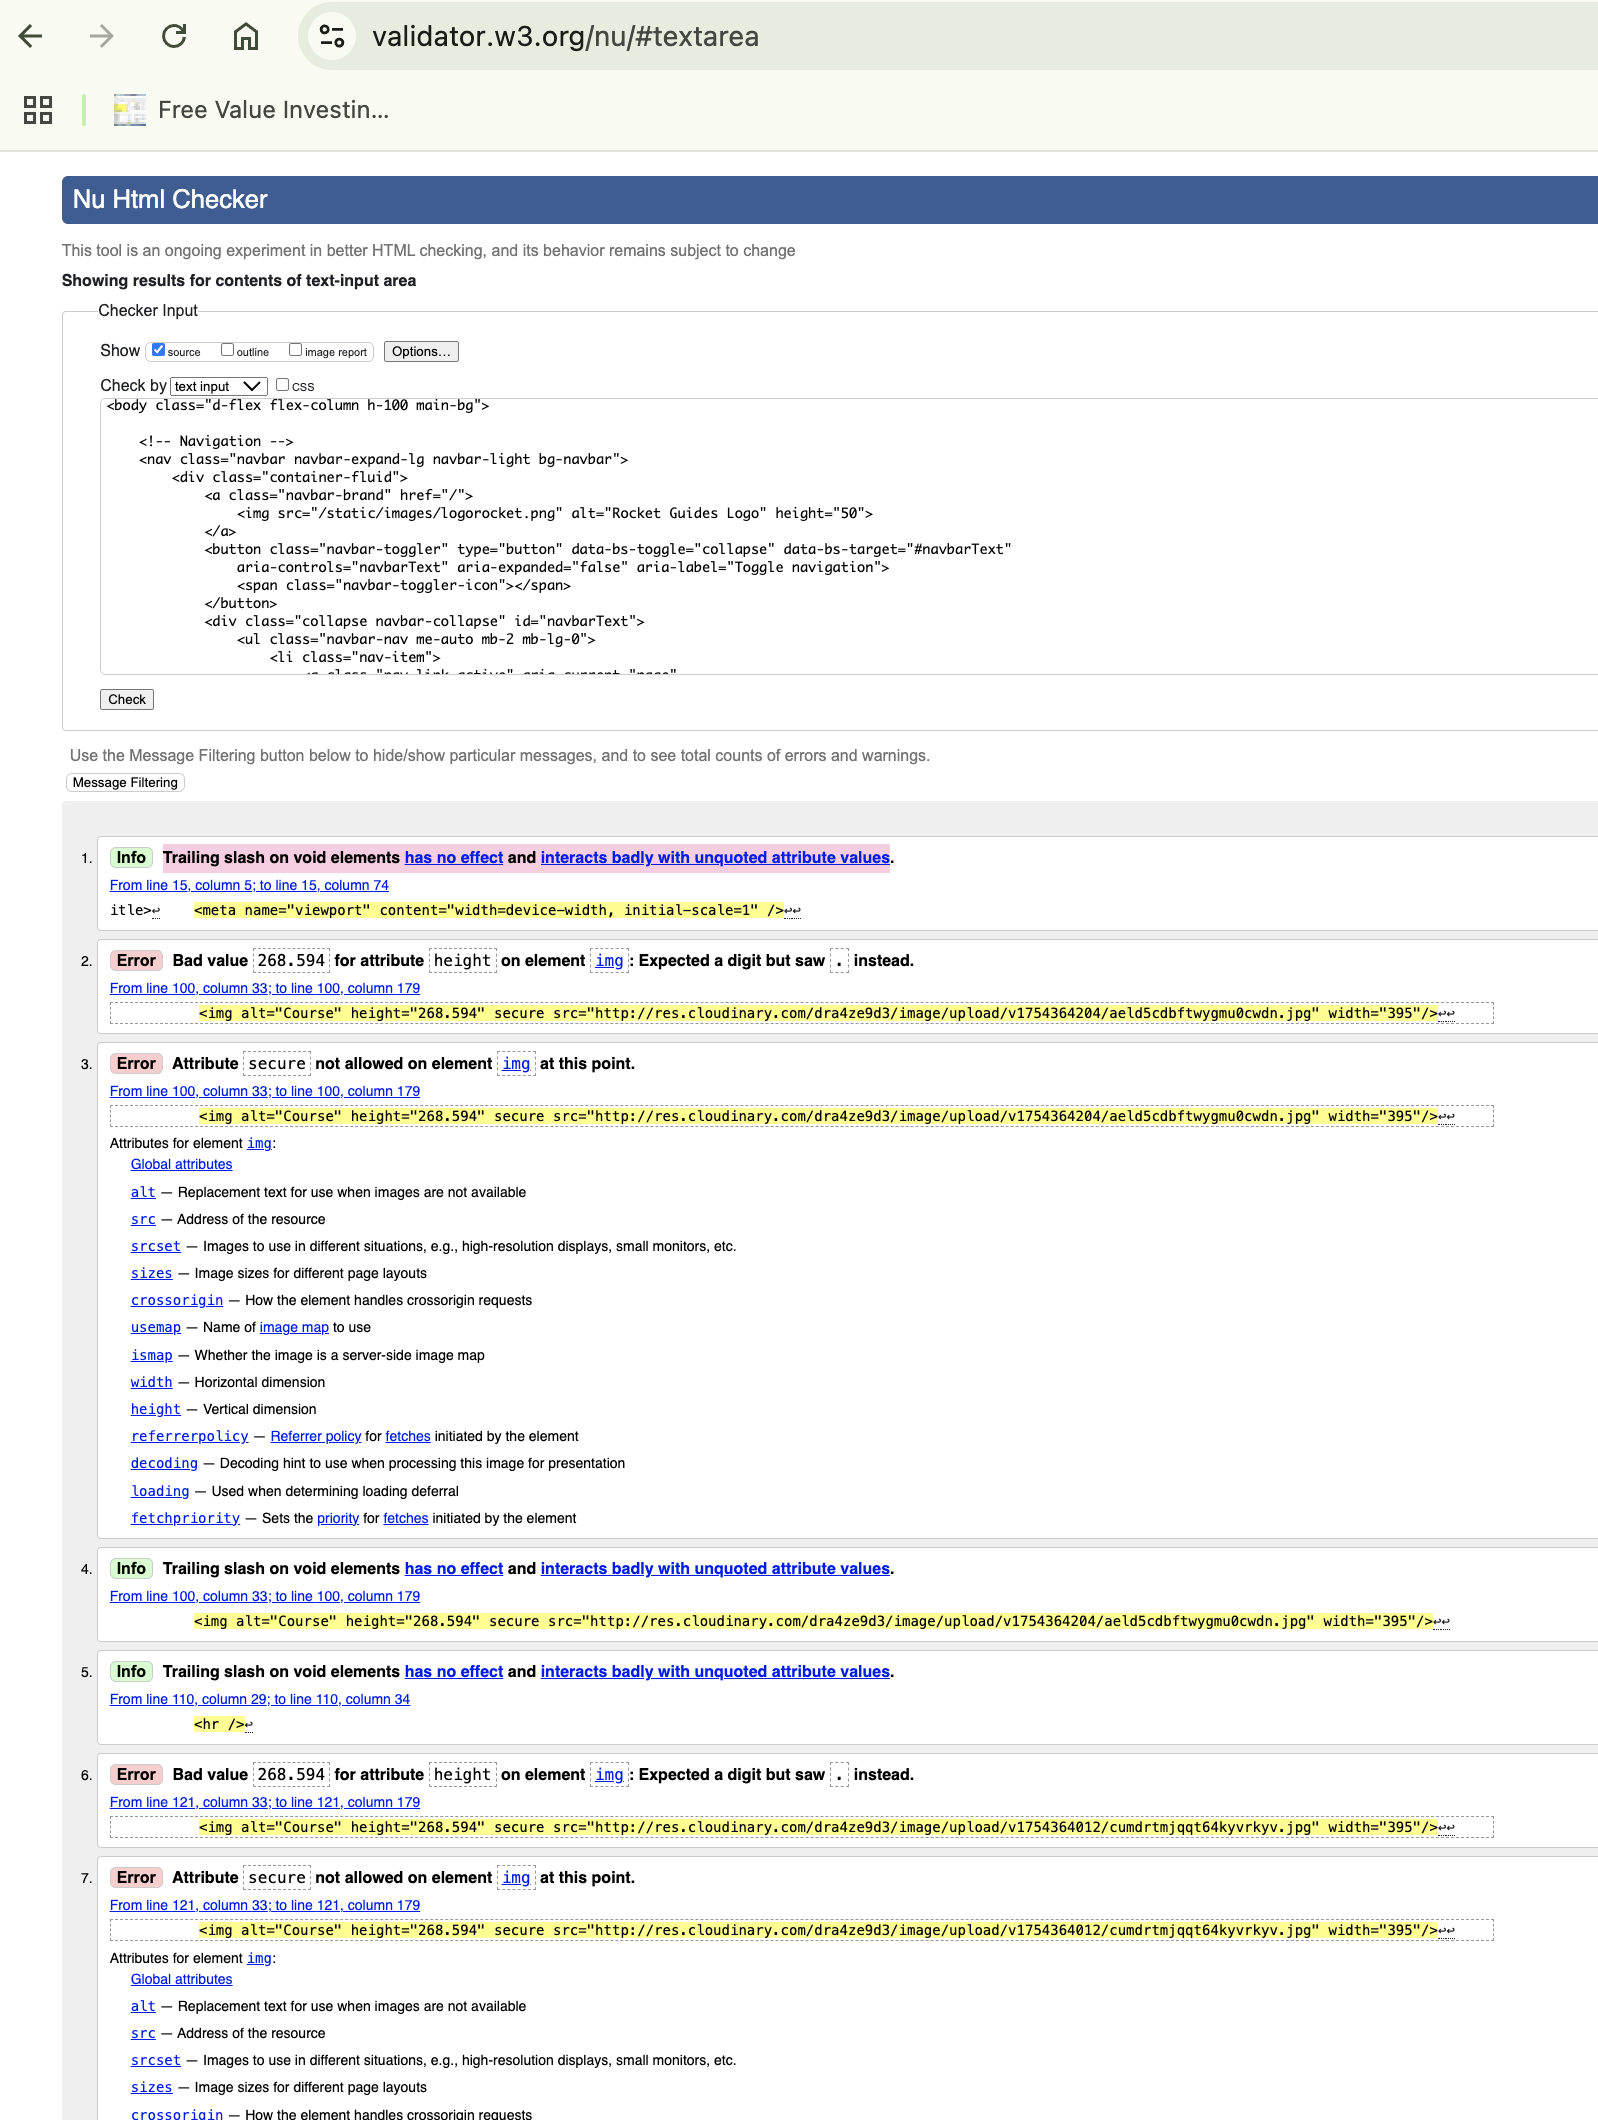 validator.w3.org/nu/#textarea
Free Value Investin...
Nu Html Checker
This tool is an ongoing experiment in better HTML checking, and its behavior remains subject to change
Showing results for contents of text-input area
Checker Input
Show source outline image report Options...
Check by text input css
<body class="d-flex flex-column h-100 main-bg">
<!-- Navigation -->
<nav class="navbar navbar-expand-lg navbar-light bg-navbar">
<div class="container-fluid">
<a class="navbar-brand" href="/">
<img src="/static/images/logorocket.png" alt="Rocket Guides Logo" height="50">
</a>
<button class="navbar-toggler" type="button" data-bs-toggle="collapse" data-bs-target="#navbarText"
aria-controls="navbarText" aria-expanded="false" aria-label="Toggle navigation">
<span class="navbar-toggler-icon"></span>
</button>
<div class="collapse navbar-collapse" id="navbarText">
<ul class="navbar-nav me-auto mb-2 mb-lg-0">
<li class="nav-item">
<a class="nav-link active" aria-current="page"
Check
Use the Message Filtering button below to hide/show particular messages, and to see total counts of errors and warnings.
Message Filtering
1. Info Trailing slash on void elements has no effect and interacts badly with unquoted attribute values.
From line 15, column 5; to line 15, column 74
itle>↩ <meta name="viewport" content="width=device-width, initial-scale=1" />↩↩
2. Error Bad value 268.594 for attribute height on element img: Expected a digit but saw . instead.
From line 100, column 33; to line 100, column 179
<img alt="Course" height="268.594" secure src="http://res.cloudinary.com/dra4ze9d3/image/upload/v1754364204/aeld5cdbftwygmu0cwdn.jpg" width="395"/>↩↩
3. Error Attribute secure not allowed on element img at this point.
From line 100, column 33; to line 100, column 179
<img alt="Course" height="268.594" secure src="http://res.cloudinary.com/dra4ze9d3/image/upload/v1754364204/aeld5cdbftwygmu0cwdn.jpg" width="395"/>↩↩
Attributes for element img:
Global attributes
alt — Replacement text for use when images are not available
src — Address of the resource
srcset — Images to use in different situations, e.g., high-resolution displays, small monitors, etc.
sizes — Image sizes for different page layouts
crossorigin — How the element handles crossorigin requests
usemap — Name of image map to use
ismap — Whether the image is a server-side image map
width — Horizontal dimension
height — Vertical dimension
referrerpolicy — Referrer policy for fetches initiated by the element
decoding — Decoding hint to use when processing this image for presentation
loading — Used when determining loading deferral
fetchpriority — Sets the priority for fetches initiated by the element
4. Info Trailing slash on void elements has no effect and interacts badly with unquoted attribute values.
From line 100, column 33; to line 100, column 179
<img alt="Course" height="268.594" secure src="http://res.cloudinary.com/dra4ze9d3/image/upload/v1754364204/aeld5cdbftwygmu0cwdn.jpg" width="395"/>↩↩
5. Info Trailing slash on void elements has no effect and interacts badly with unquoted attribute values.
From line 110, column 29; to line 110, column 34
<hr />↩
6. Error Bad value 268.594 for attribute height on element img: Expected a digit but saw . instead.
From line 121, column 33; to line 121, column 179
<img alt="Course" height="268.594" secure src="http://res.cloudinary.com/dra4ze9d3/image/upload/v1754364012/cumdrtmjqqt64kyvrkyv.jpg" width="395"/>↩↩
7. Error Attribute secure not allowed on element img at this point.
From line 121, column 33; to line 121, column 179
<img alt="Course" height="268.594" secure src="http://res.cloudinary.com/dra4ze9d3/image/upload/v1754364012/cumdrtmjqqt64kyvrkyv.jpg" width="395"/>↩↩
Attributes for element img:
Global attributes
alt — Replacement text for use when images are not available
src — Address of the resource
srcset — Images to use in different situations, e.g., high-resolution displays, small monitors, etc.
sizes — Image sizes for different page layouts
crossorigin — How the element handles crossorigin requests